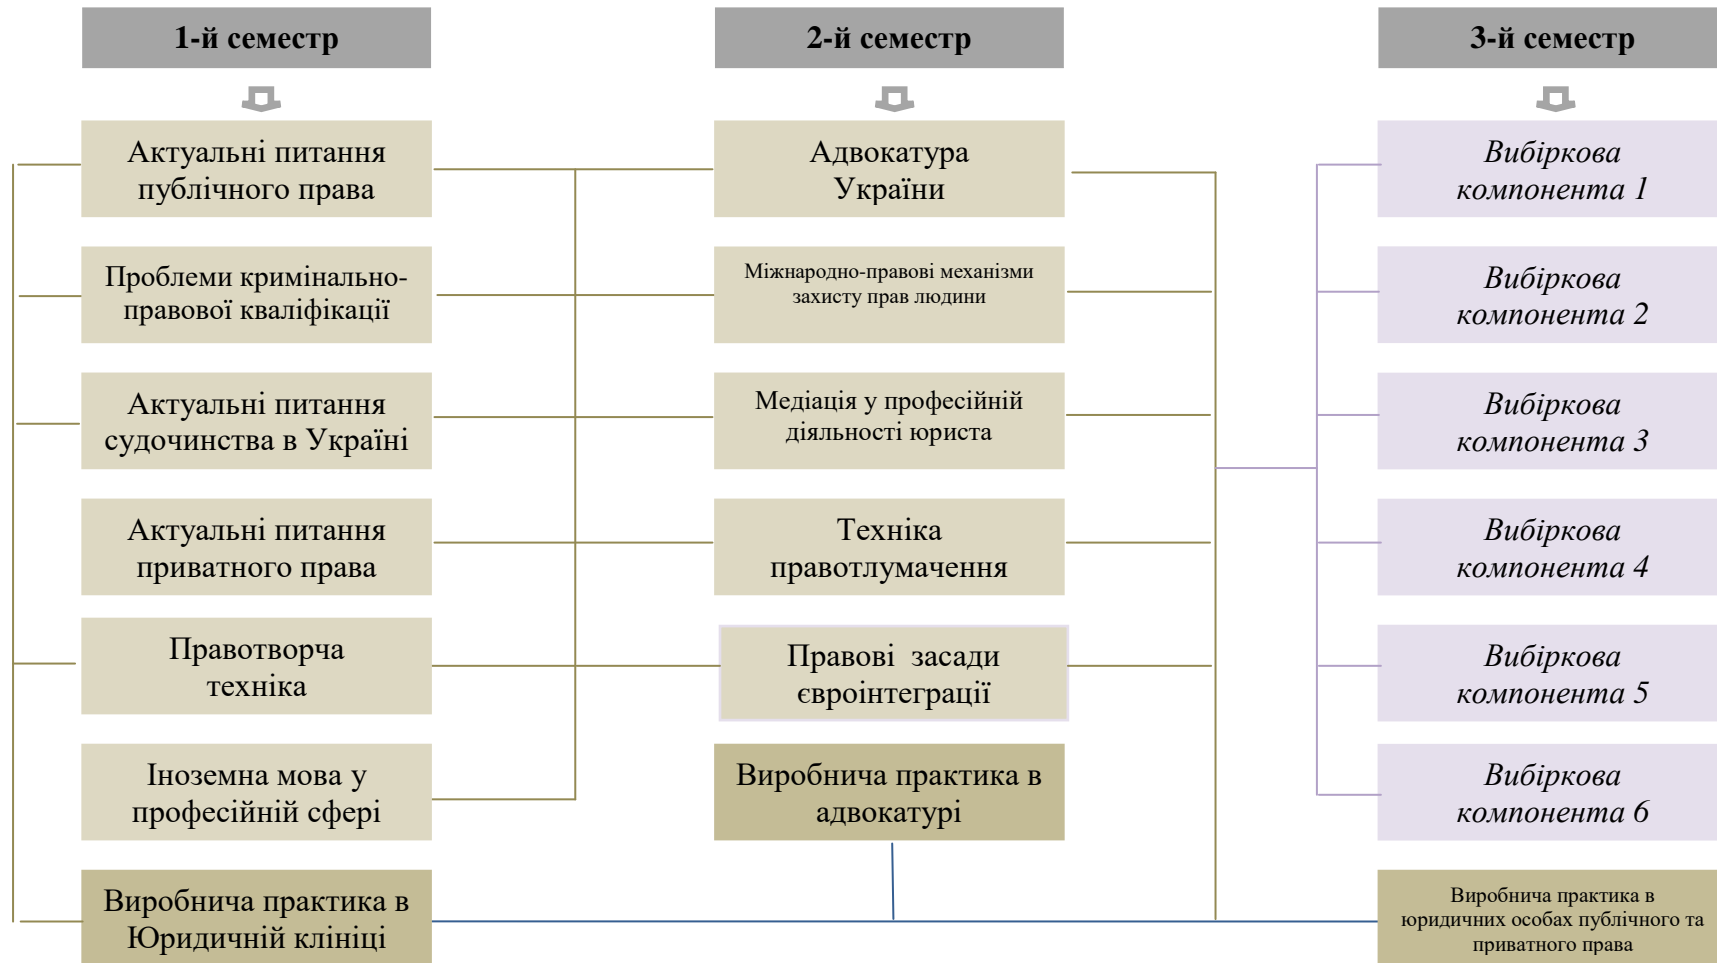 1-й семестр
2-й семестр
3-й семестр
Актуальні питання
публічного права
Адвокатура
України
Вибіркова
компонента 1
Проблеми кримінально-
правової кваліфікації
Міжнародно-правові механізми
захисту прав людини
Вибіркова
компонента 2
Актуальні питання
судочинства в Україні
Медіація у професійній
діяльності юриста
Вибіркова
компонента 3
Актуальні питання
приватного права
Техніка
правотлумачення
Вибіркова
компонента 4
Правотворча
техніка
Правові засади
євроінтеграції
Вибіркова
компонента 5
Іноземна мова у
професійній сфері
Виробнича практика в
адвокатурі
Вибіркова
компонента 6
Виробнича практика в
Юридичній клініці
Виробнича практика в
юридичних особах публічного та
приватного права